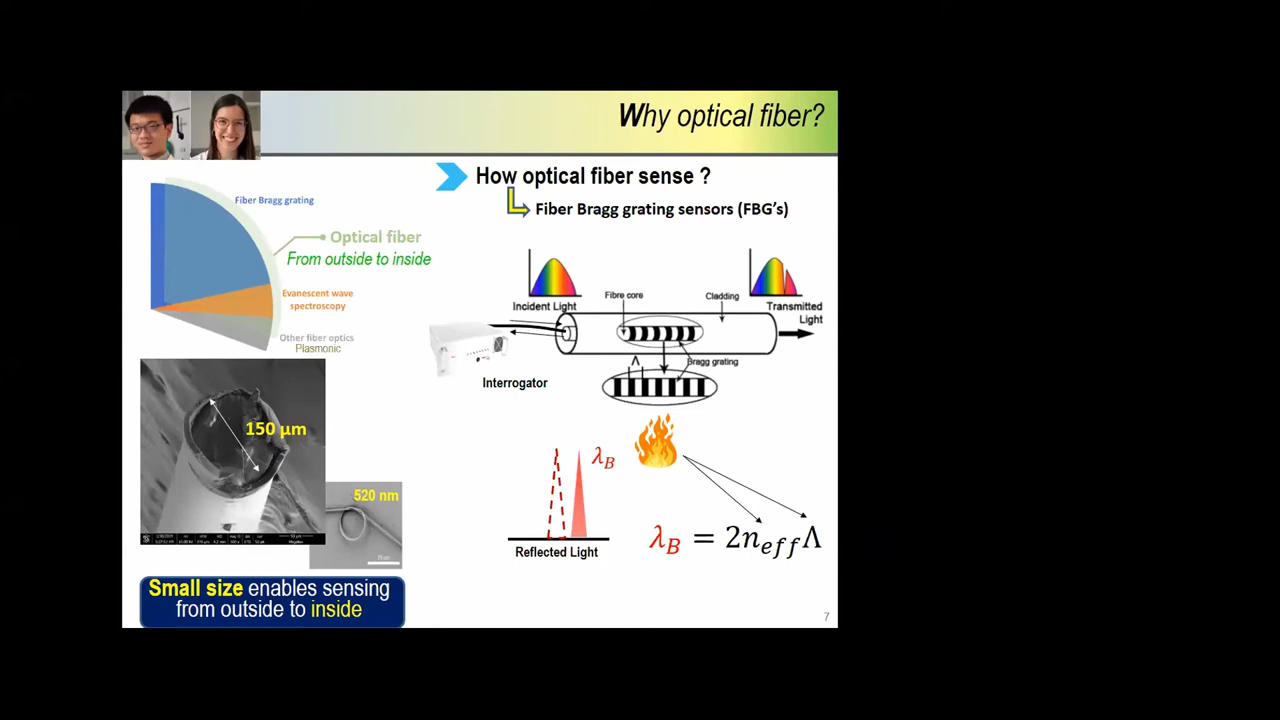 Why optical fiber?
How optical fiber sense ?
Fiber Bragg grating sensors (FBG's)
Fiber Bragg grating
Optical fiber
From outside to inside
Evanescent wave
spectroscopy
Other fiber optics
Plasmonic
150 µm
520 nm
Small size enables sensing
from outside to inside
Incident Light
Fibre core
Cladding
Transmitted
Light
Λ
Bragg grating
Interrogator
λB
Reflected Light
λB = 2neffΛ
7